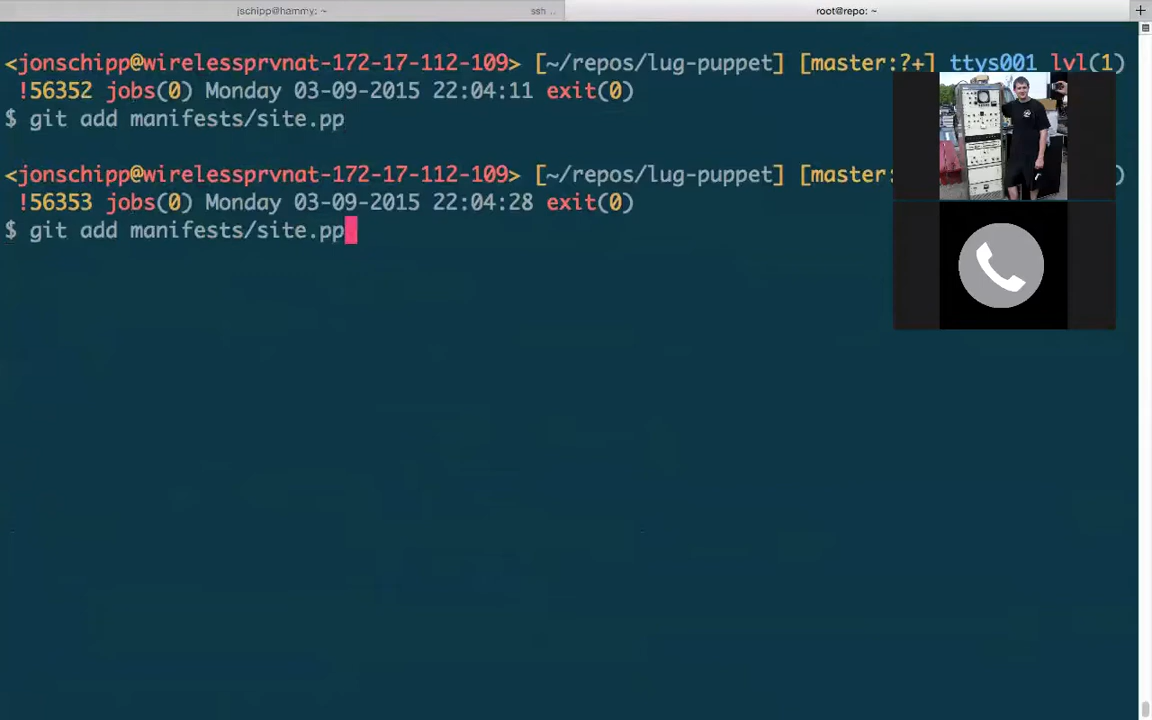 jschipp@hammy: ~
ssh ..
root@repo: ~
<jonschipp@wirelessprvnat-172-17-112-109> [~/repos/lug-puppet] [master:?+] ttys001 lvl(1)
!56352 jobs(0) Monday 03-09-2015 22:04:11 exit(0)
$ git add manifests/site.pp
<jonschipp@wirelessprvnat-172-17-112-109> [~/repos/lug-puppet] [master: )
!56353 jobs(0) Monday 03-09-2015 22:04:28 exit(0)
$ git add manifests/site.pp